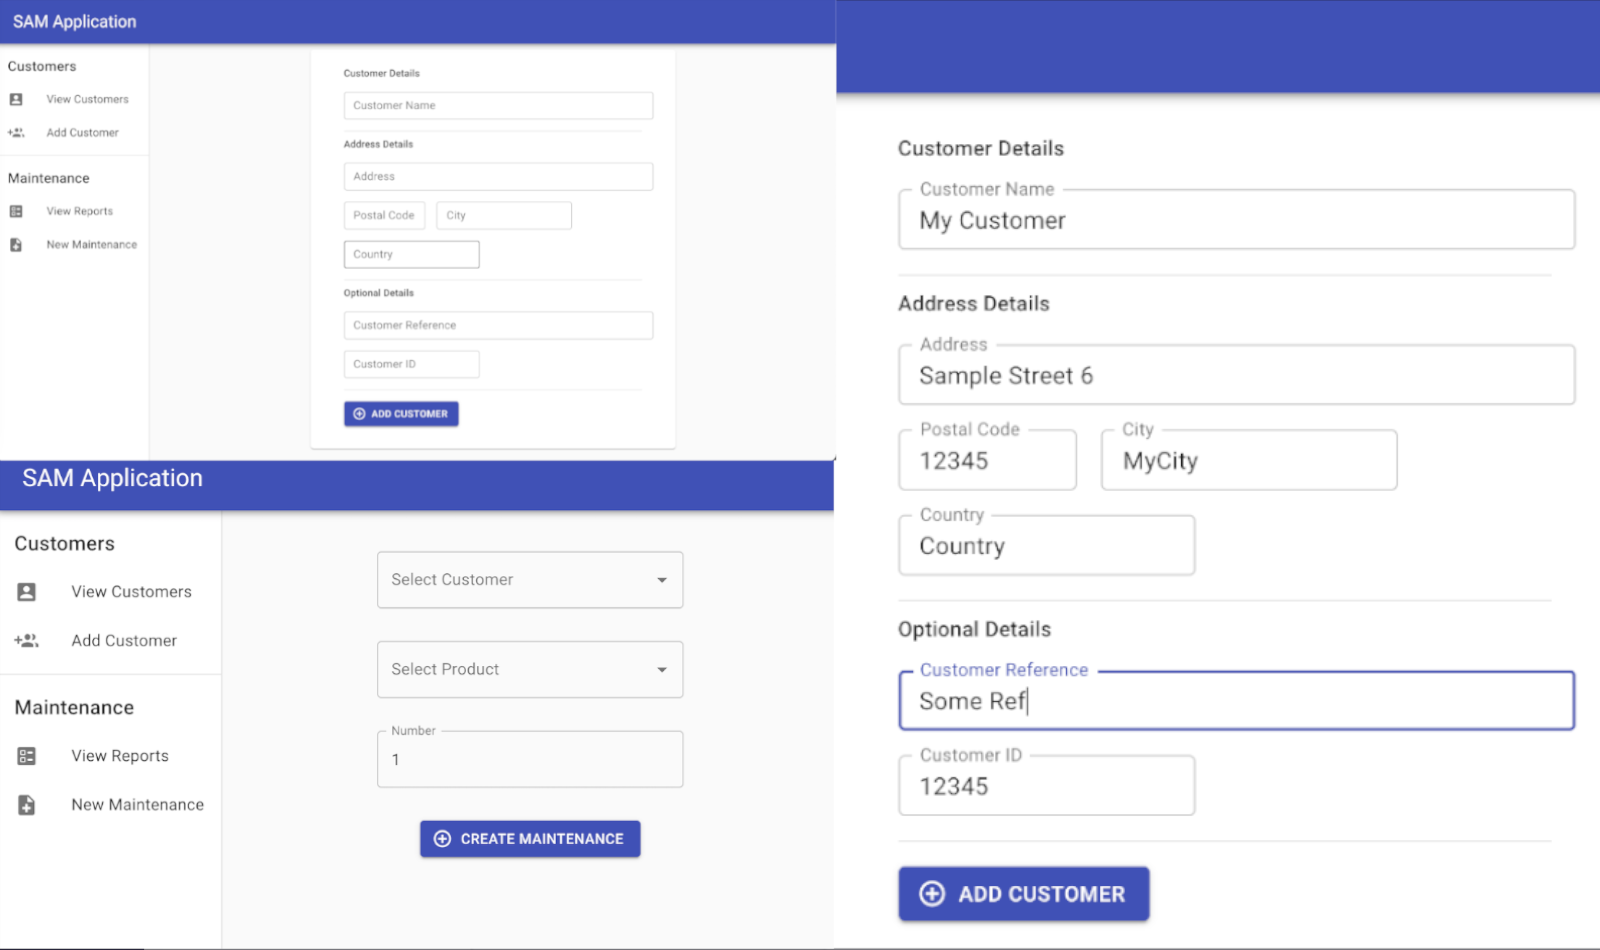 SAM Application
Customers
View Customers
Add Customer
Maintenance
View Reports
New Maintenance
Customer Details
Customer Name
Address Details
Address
Postal Code City
Country
Optional Details
Customer Reference
Customer ID
ADD CUSTOMER
SAM Application
Customers
View Customers
Add Customer
Maintenance
View Reports
New Maintenance
Select Customer
Select Product
Number
1
CREATE MAINTENANCE
Customer Details
Customer Name
My Customer
Address Details
Address
Sample Street 6
Postal Code City
12345 MyCity
Country
Country
Optional Details
Customer Reference
Some Ref
Customer ID
12345
ADD CUSTOMER